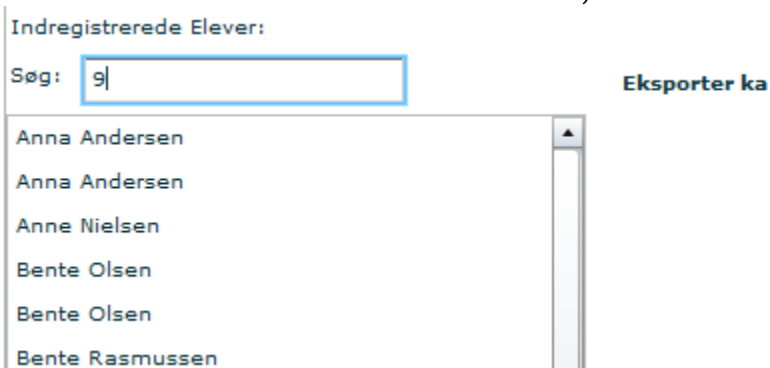 Indregistrerede Elever:
Søg: 9
Eksporter ka
Anna Andersen
Anna Andersen
Anne Nielsen
Bente Olsen
Bente Olsen
Bente Rasmussen